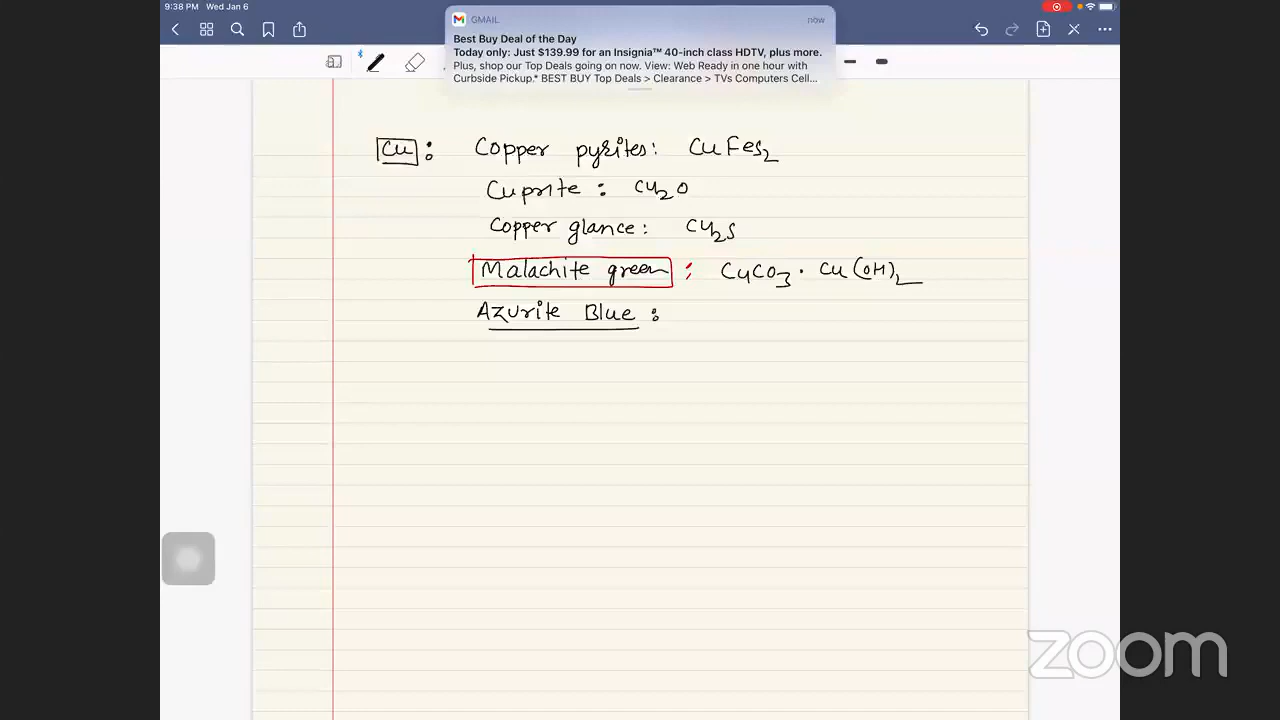 9:38 PM Wed Jan 6
GMAIL now
Best Buy Deal of the Day
Today only: Just $139.99 for an Insignia™ 40-inch class HDTV, plus more.
Plus, shop our Top Deals going on now. View: Web Ready in one hour with
Curbside Pickup.* BEST BUY Top Deals > Clearance > TVs Computers Cell...
Cu : Copper pyrites: CuFeS2
Cuprite : Cu2O
Copper glance: Cu2S
Malachite green : CuCO3 · Cu(OH)2
Azurite Blue :
zoom